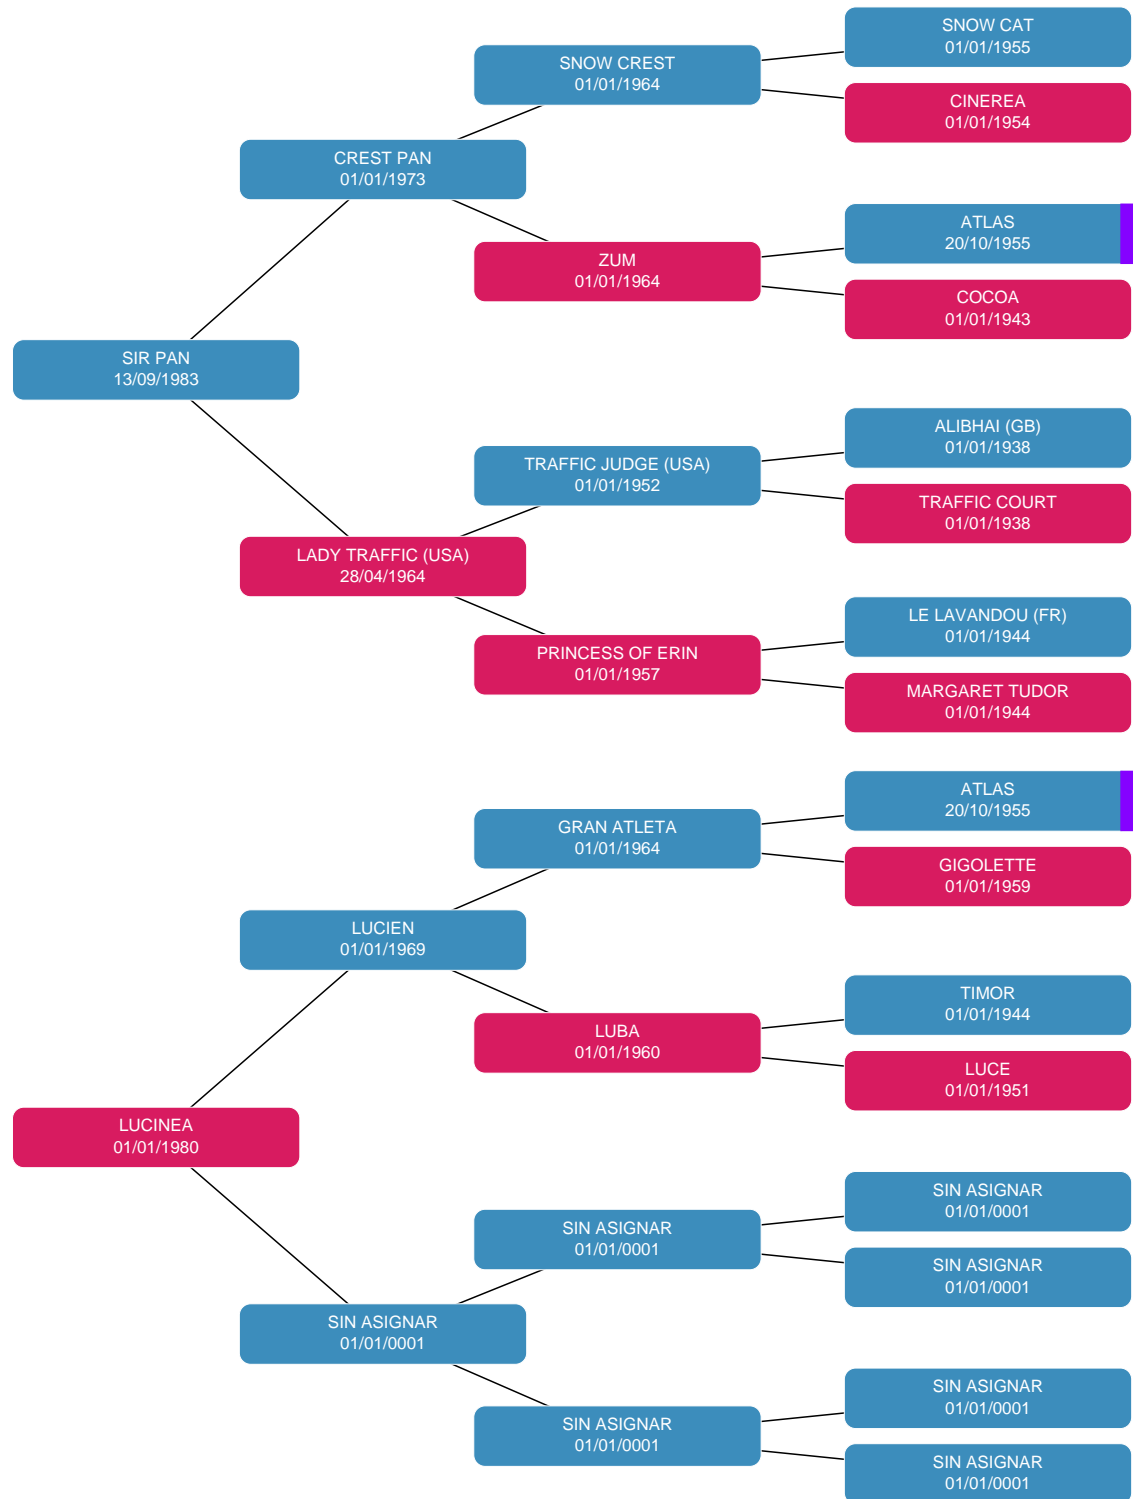 SNOW CAT
01/01/1955
SNOW CREST
01/01/1964
CINEREA
01/01/1954
CREST PAN
01/01/1973
ATLAS
20/10/1955
ZUM
01/01/1964
COCOA
01/01/1943
SIR PAN
13/09/1983
ALIBHAI (GB)
01/01/1938
TRAFFIC JUDGE (USA)
01/01/1952
TRAFFIC COURT
01/01/1938
LADY TRAFFIC (USA)
28/04/1964
LE LAVANDOU (FR)
01/01/1944
PRINCESS OF ERIN
01/01/1957
MARGARET TUDOR
01/01/1944
ATLAS
20/10/1955
GRAN ATLETA
01/01/1964
GIGOLETTE
01/01/1959
LUCIEN
01/01/1969
TIMOR
01/01/1944
LUBA
01/01/1960
LUCE
01/01/1951
LUCINEA
01/01/1980
SIN ASIGNAR
01/01/0001
SIN ASIGNAR
01/01/0001
SIN ASIGNAR
01/01/0001
SIN ASIGNAR
01/01/0001
SIN ASIGNAR
01/01/0001
SIN ASIGNAR
01/01/0001
SIN ASIGNAR
01/01/0001